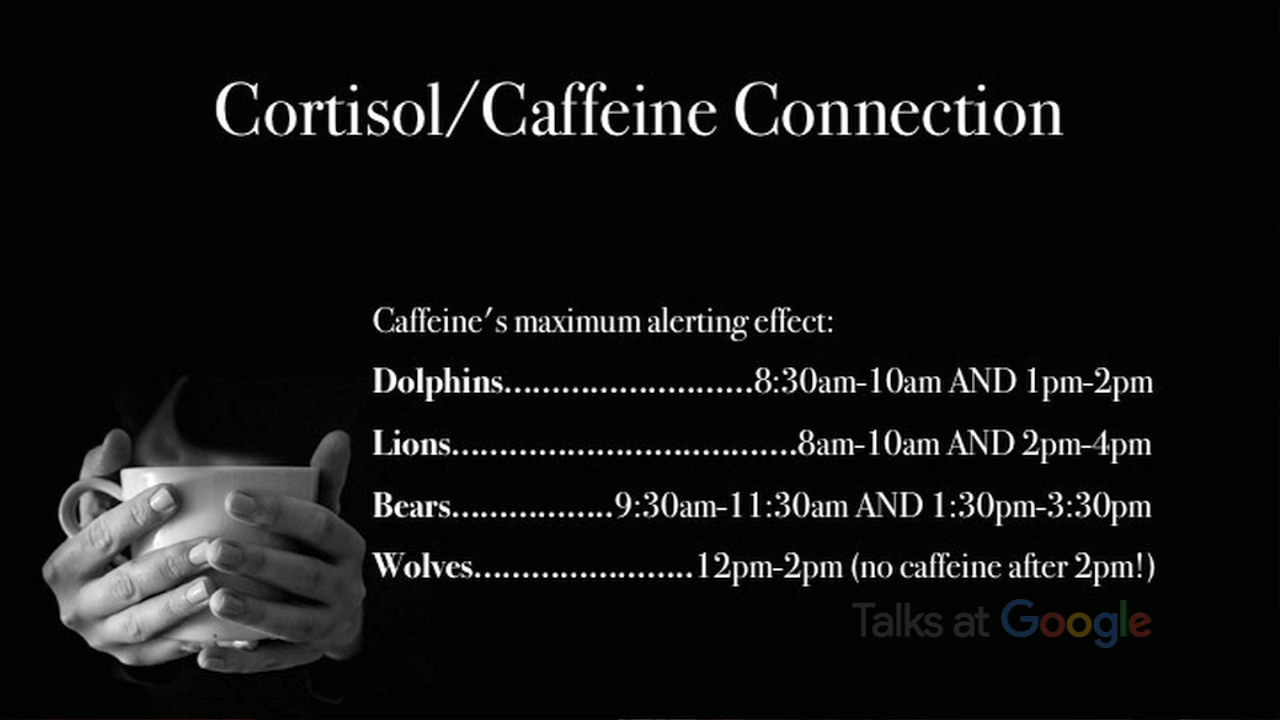 Cortisol/Caffeine Connection
Caffeine's maximum alerting effect:
Dolphins..........................8:30am-10am AND 1pm-2pm
Lions....................................8am-10am AND 2pm-4pm
Bears.................9:30am-11:30am AND 1:30pm-3:30pm
Wolves.......................12pm-2pm (no caffeine after 2pm!)
Talks at Google